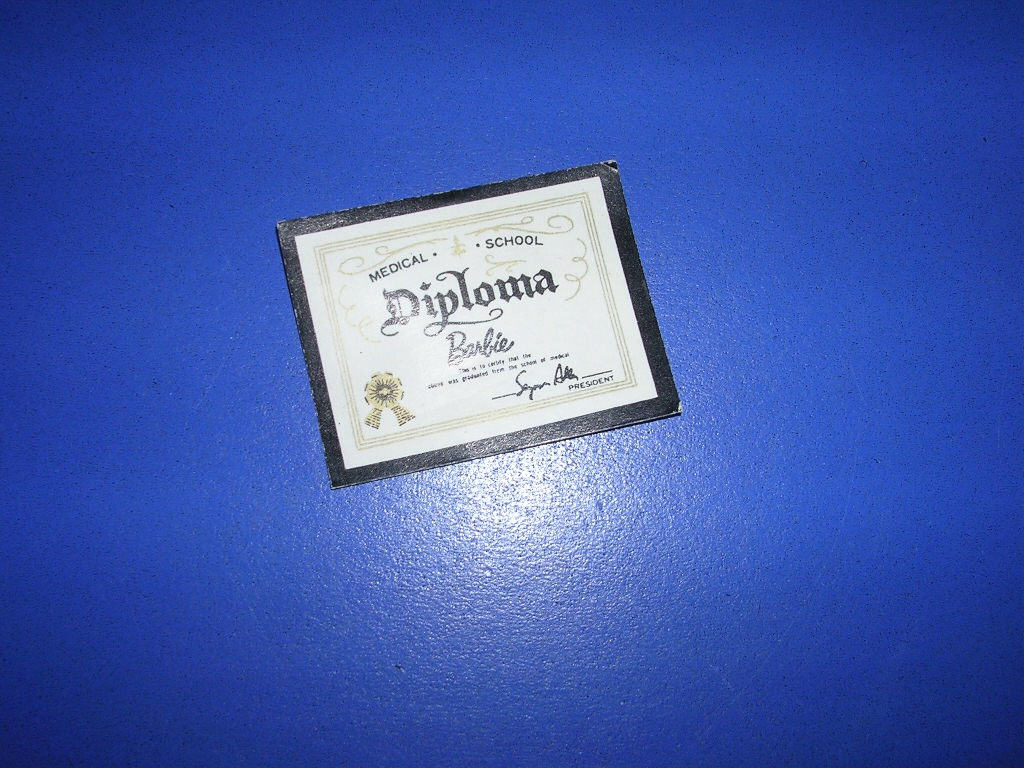 MEDICAL • • SCHOOL
Diploma
Barbie
This is to certify that the
above was graduated from the school of medical
PRESIDENT